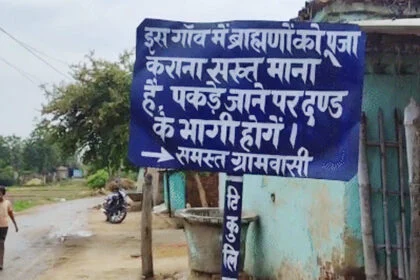 इस गाँव में ब्राह्मणों को पूजा
कराना सख्त माना
है, पकड़े जाने पर दण्ड
के भागी होगें।
→ समस्त ग्रामवासी
टिकुलि